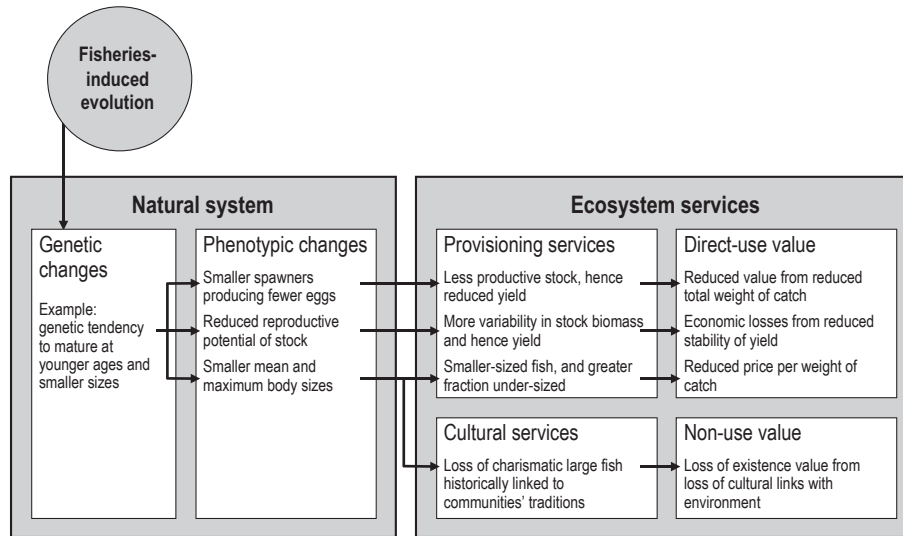 Fisheries-
induced
evolution
Natural system
Genetic
changes
Example:
genetic tendency
to mature at
younger ages and
smaller sizes
Phenotypic changes
Smaller spawners
producing fewer eggs
Reduced reproductive
potential of stock
Smaller mean and
maximum body sizes
Ecosystem services
Provisioning services
Less productive stock, hence
reduced yield
More variability in stock biomass
and hence yield
Smaller-sized fish, and greater
fraction under-sized
Direct-use value
Reduced value from reduced
total weight of catch
Economic losses from reduced
stability of yield
Reduced price per weight of
catch
Cultural services
Loss of charismatic large fish
historically linked to
communities’ traditions
Non-use value
Loss of existence value from
loss of cultural links with
environment